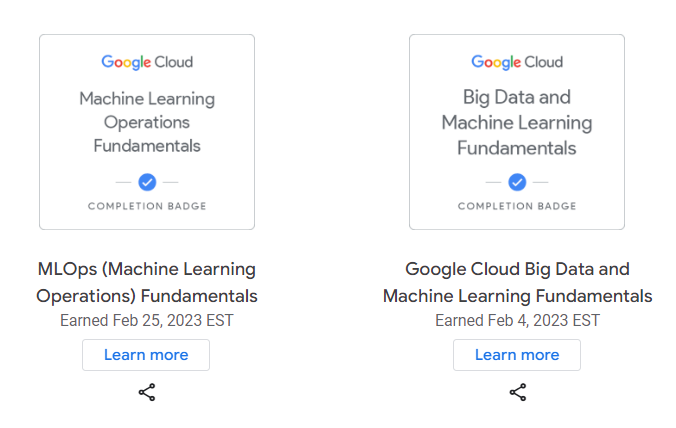 Google Cloud
Machine Learning
Operations
Fundamentals
COMPLETION BADGE
MLOps (Machine Learning
Operations) Fundamentals
Earned Feb 25, 2023 EST
Learn more
Google Cloud
Big Data and
Machine Learning
Fundamentals
COMPLETION BADGE
Google Cloud Big Data and
Machine Learning Fundamentals
Earned Feb 4, 2023 EST
Learn more